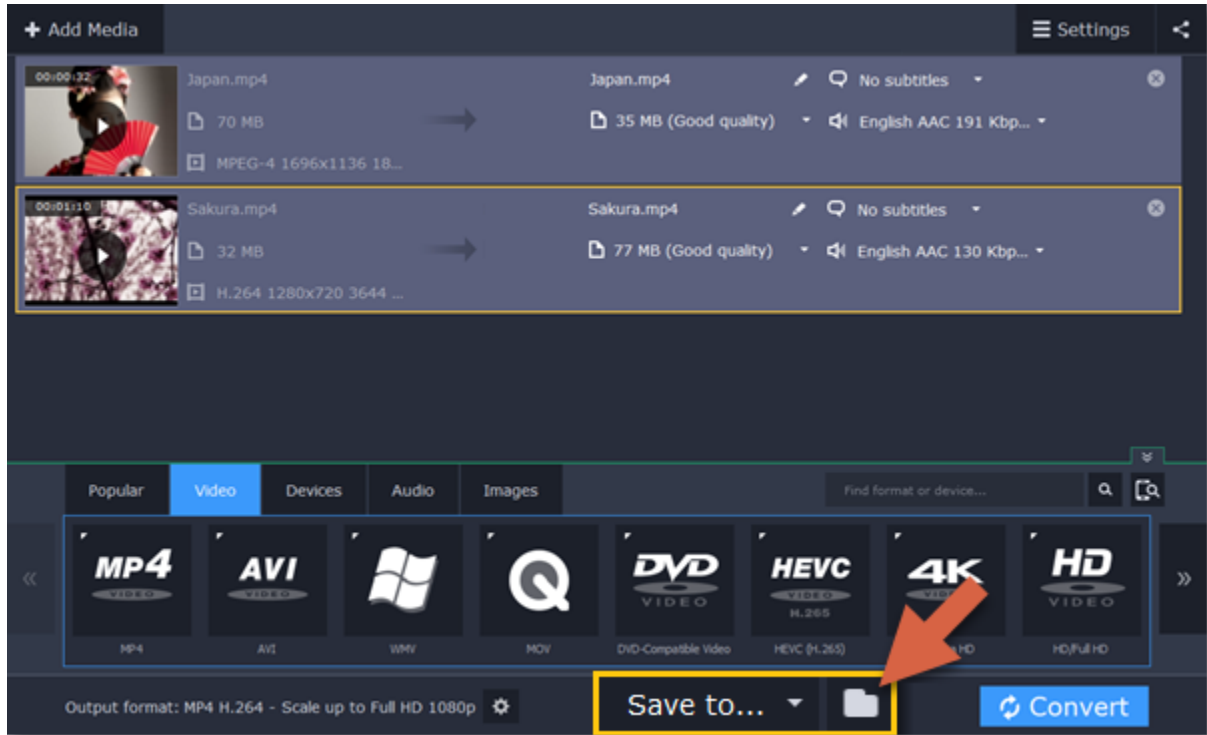 Add Media
Settings
00:00:32
Japan.mp4
Japan.mp4
No subtitles
70 MB
35 MB (Good quality)
English AAC 191 Kbp...
MPEG-4 1696x1136 18...
00:01:10
Sakura.mp4
Sakura.mp4
No subtitles
32 MB
77 MB (Good quality)
English AAC 130 Kbp...
H.264 1280x720 3644 ...
Popular
Video
Devices
Audio
Images
Find format or device...
MP4
VIDEO
AVI
VIDEO
DVD
VIDEO
HEVC
VIDEO
H.265
4K
HD
VIDEO
MP4
AVI
WMV
MOV
DVD-Compatible Video
HEVC (H.265)
HD
HD/Full HD
Output format: MP4 H.264 - Scale up to Full HD 1080p
Save to...
Convert